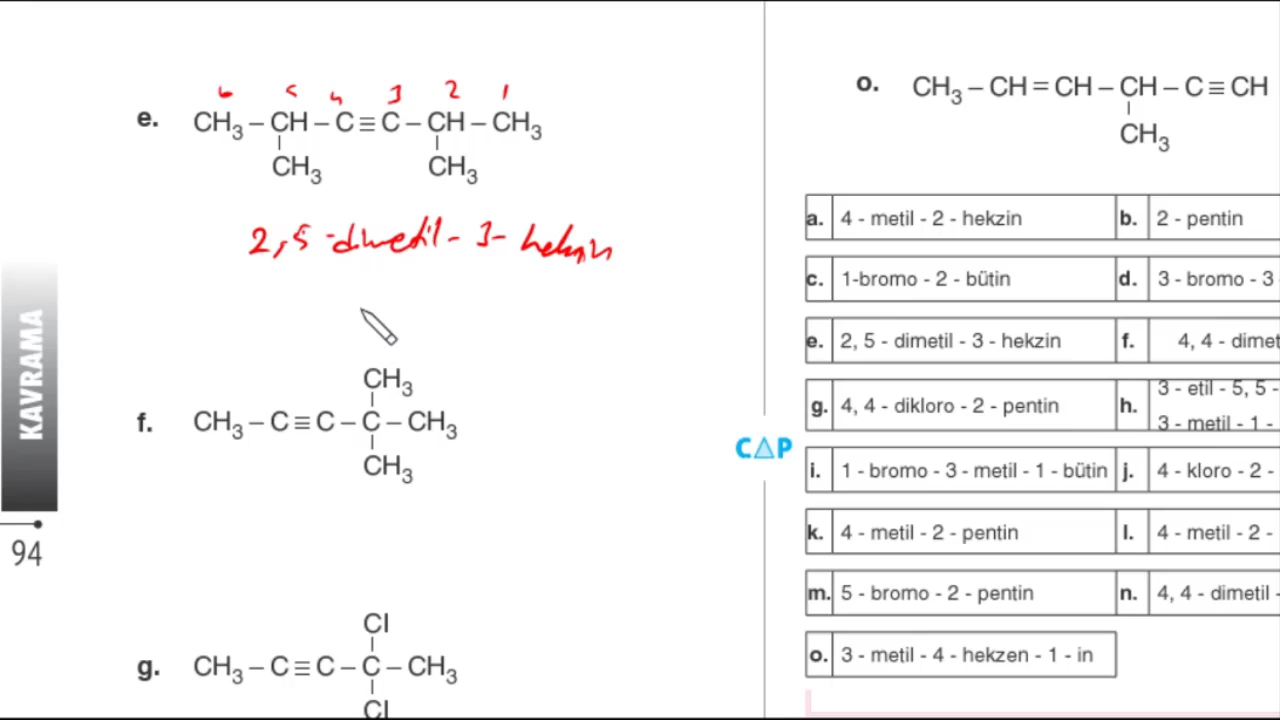 6 5 4 3 2 1
e. CH₃ – CH – C ≡ C – CH – CH₃
CH₃ CH₃
2,5-dimetil-3-hekzin
CH₃
f. CH₃ – C ≡ C – C – CH₃
CH₃
Cl
g. CH₃ – C ≡ C – C – CH₃
Cl
KAVRAMA
94
CAP
o. CH₃ – CH = CH – CH – C ≡ CH
CH₃
a. 4 - metil - 2 - hekzin b. 2 - pentin
c. 1-bromo - 2 - bütin d. 3 - bromo - 3
e. 2, 5 - dimetil - 3 - hekzin f. 4, 4 - dimet
g. 4, 4 - dikloro - 2 - pentin h. 3 - etil - 5, 5 -
3 - metil - 1 -
i. 1 - bromo - 3 - metil - 1 - bütin j. 4 - kloro - 2 -
k. 4 - metil - 2 - pentin l. 4 - metil - 2 -
m. 5 - bromo - 2 - pentin n. 4, 4 - dimetil -
o. 3 - metil - 4 - hekzen - 1 - in